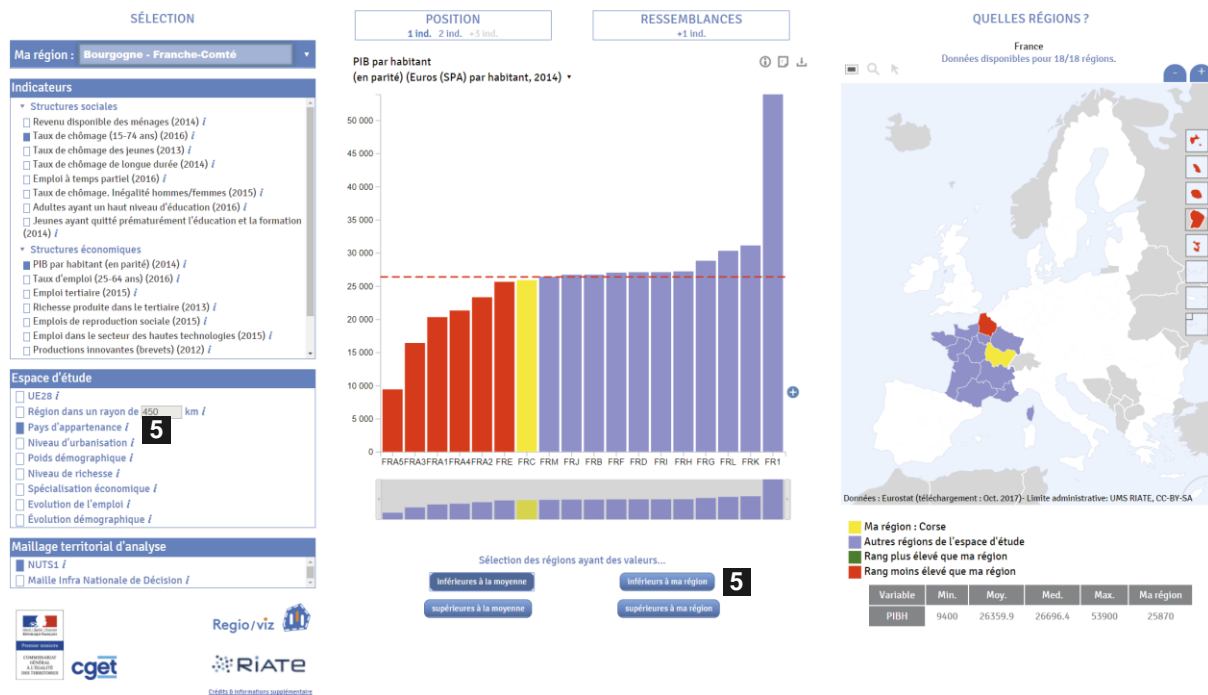 SÉLECTION
Ma région : Bourgogne - Franche-Comté
Indicateurs
Structures sociales
Revenu disponible des ménages (2014) i
Taux de chômage (15-74 ans) (2016) i
Taux de chômage des jeunes (2013) i
Taux de chômage de longue durée (2014) i
Emploi à temps partiel (2016) i
Taux de chômage. Inégalité hommes/femmes (2015) i
Adultes ayant un haut niveau d'éducation (2016) i
Jeunes ayant quitté prématurément l'éducation et la formation
(2014) i
Structures économiques
PIB par habitant (en parité) (2014) i
Taux d'emploi (25-64 ans) (2016) i
Emploi tertiaire (2015) i
Richesse produite dans le tertiaire (2013) i
Emplois de reproduction sociale (2015) i
Emploi dans le secteur des hautes technologies (2015) i
Productions innovantes (brevets) (2012) i
Espace d'étude
UE28 i
Région dans un rayon de 450 km i
Pays d'appartenance i
5
Niveau d'urbanisation i
Poids démographique i
Niveau de richesse i
Spécialisation économique i
Evolution de l'emploi i
Évolution démographique i
Maillage territorial d'analyse
NUTS1 i
Maille Infra Nationale de Décision i
Premier ministre
COMMISSARIAT
GÉNÉRAL
À L'ÉGALITÉ
DES TERRITOIRES
cget
Regio/viz
RIATE
Crédits & informations supplémentaire
POSITION
1 ind. 2 ind. +3 ind.
RESSEMBLANCES
+1 ind.
PIB par habitant
(en parité) (Euros (SPA) par habitant, 2014)
50 000
45 000
40 000
35 000
30 000
25 000
20 000
15 000
10 000
5 000
0
FRA5 FRA3 FRA1 FRA4 FRA2 FRE FRC FRM FRJ FRB FRF FRD FRI FRH FRG FRL FRK FR1
Sélection des régions ayant des valeurs...
inférieures à la moyenne
inférieurs à ma région
5
supérieures à la moyenne
supérieurs à ma région
QUELLES RÉGIONS ?
France
Données disponibles pour 18/18 régions.
- +
Données : Eurostat (téléchargement : Oct. 2017)- Limite administrative: UMS RIATE, CC-BY-SA
Ma région : Corse
Autres régions de l'espace d'étude
Rang plus élevé que ma région
Rang moins élevé que ma région
Variable Min. Moy. Med. Max. Ma région
PIBH 9400 26359.9 26696.4 53900 25870